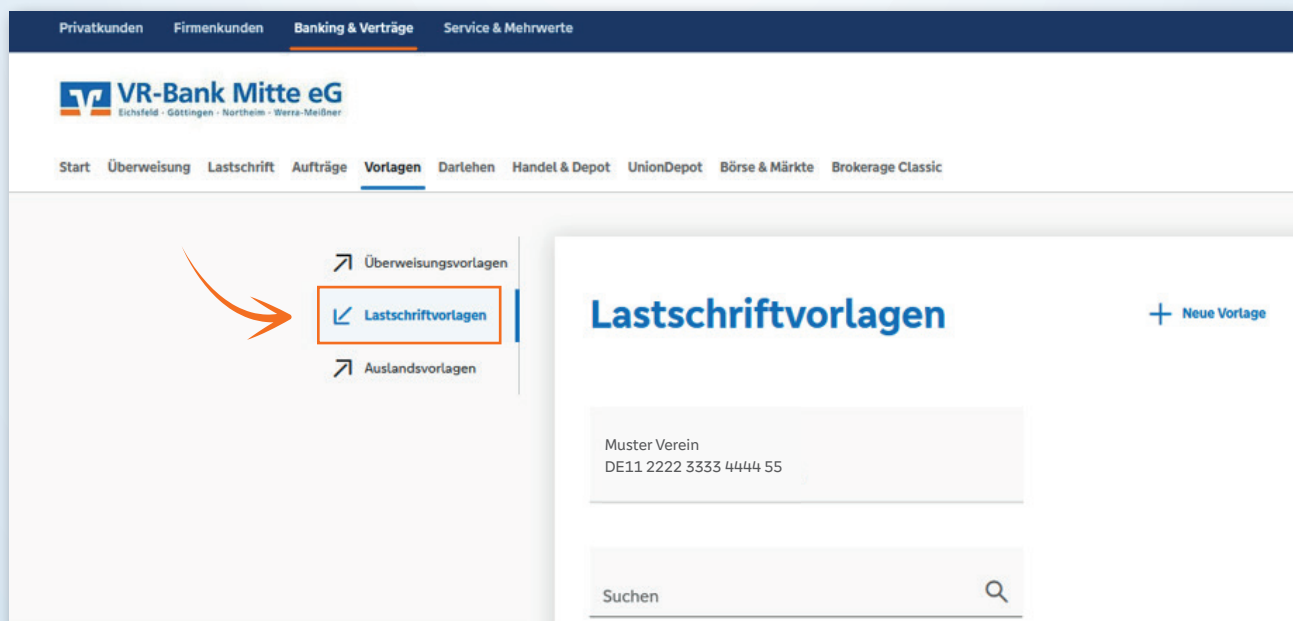 Privatkunden Firmenkunden Banking & Verträge Service & Mehrwerte
VR-Bank Mitte eG
Eichsfeld - Göttingen - Northeim - Werra-Meißner
Start Überweisung Lastschrift Aufträge Vorlagen Darlehen Handel & Depot UnionDepot Börse & Märkte Brokerage Classic
Überweisungsvorlagen
Lastschriftvorlagen
Auslandsvorlagen
Lastschriftvorlagen
Neue Vorlage
Muster Verein
DE11 2222 3333 4444 55
Suchen